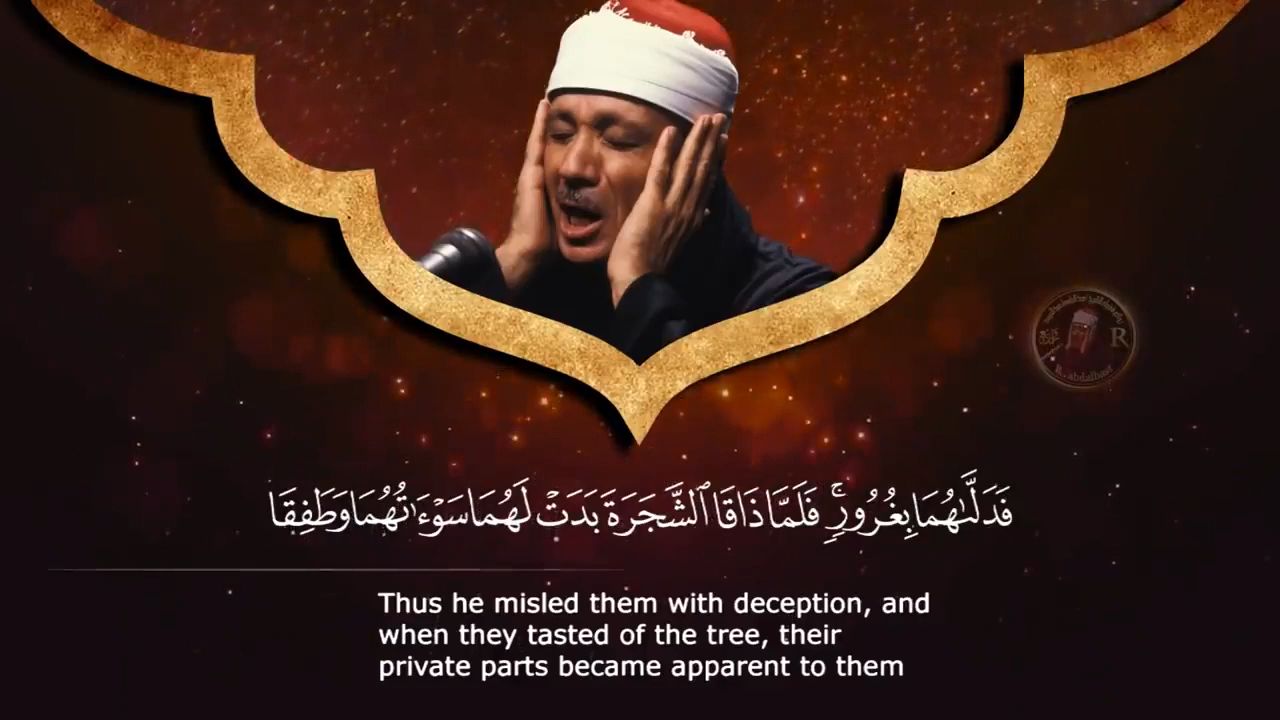 R
R. abdalbast
فَدَلَّىٰهُمَا بِغُرُورٍۢ ۚ فَلَمَّا ذَاقَا ٱلشَّجَرَةَ بَدَتْ لَهُمَا سَوْءَٰتُهُمَا وَطَفِقَا
Thus he misled them with deception, and
when they tasted of the tree, their
private parts became apparent to them